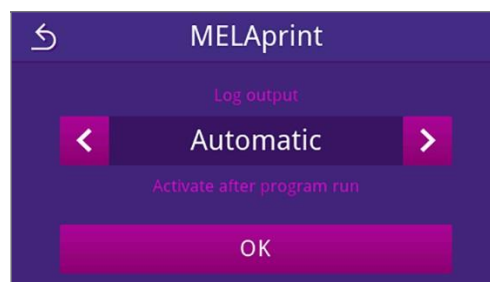 MELAprint
Log output
Automatic
Activate after program run
OK